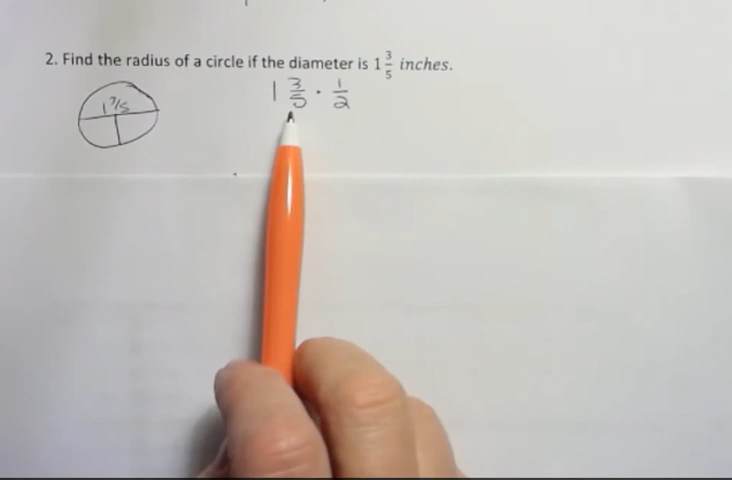 2. Find the radius of a circle if the diameter is 1 3/5 inches.
1 3/5
1 3/5 · 1/2